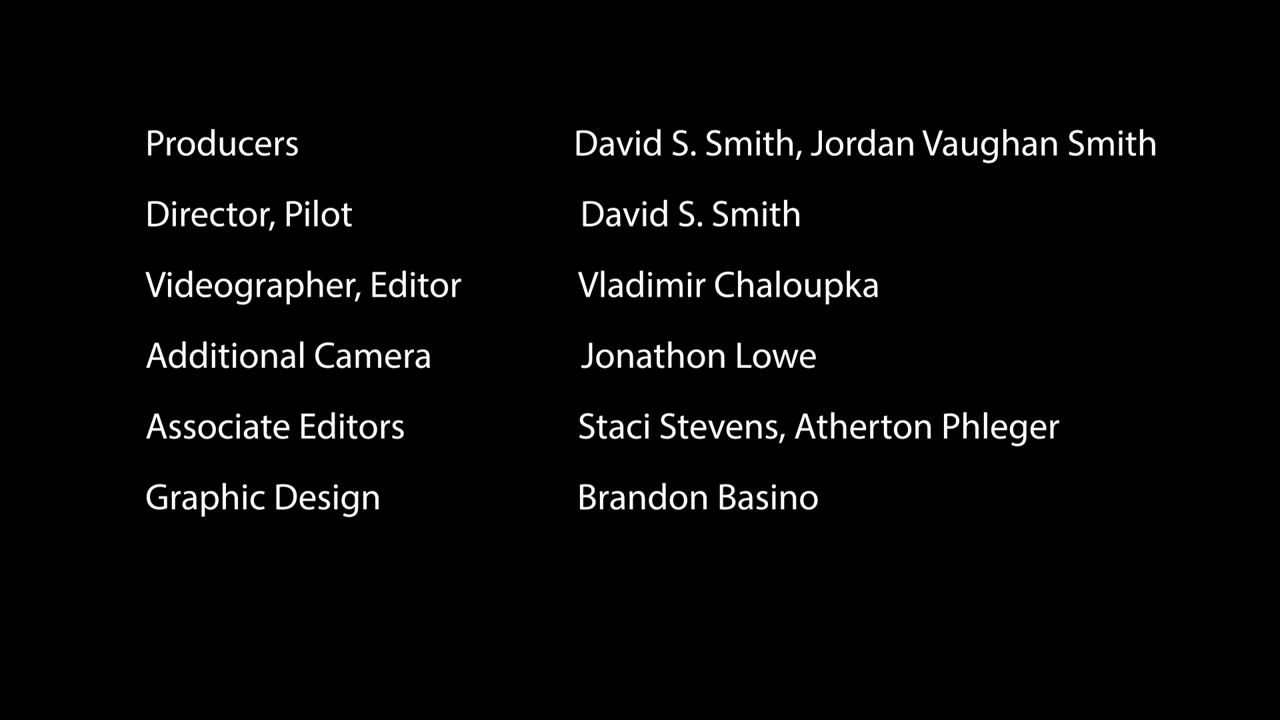 Producers David S. Smith, Jordan Vaughan Smith
Director, Pilot David S. Smith
Videographer, Editor Vladimir Chaloupka
Additional Camera Jonathon Lowe
Associate Editors Staci Stevens, Atherton Phleger
Graphic Design Brandon Basino